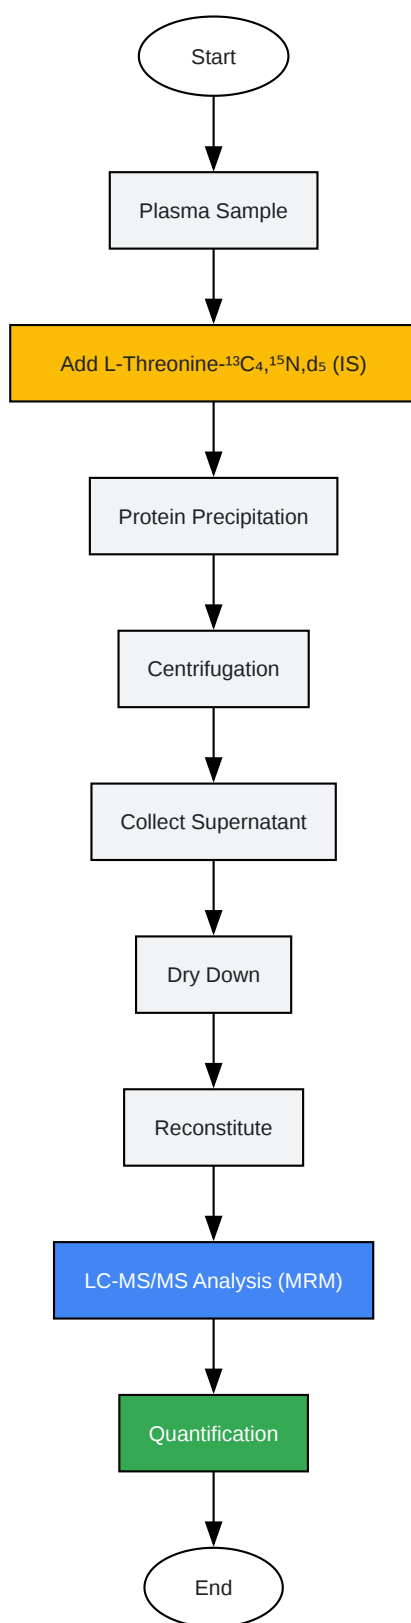 Start
Plasma Sample
Add L-Threonine-¹³C₄,¹⁵N,d₅ (IS)
Protein Precipitation
Centrifugation
Collect Supernatant
Dry Down
Reconstitute
LC-MS/MS Analysis (MRM)
Quantification
End